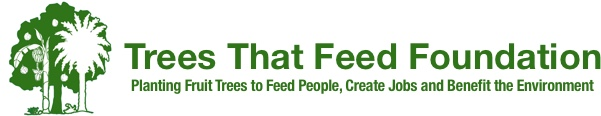 Trees That Feed Foundation
Planting Fruit Trees to Feed People, Create Jobs and Benefit the Environment